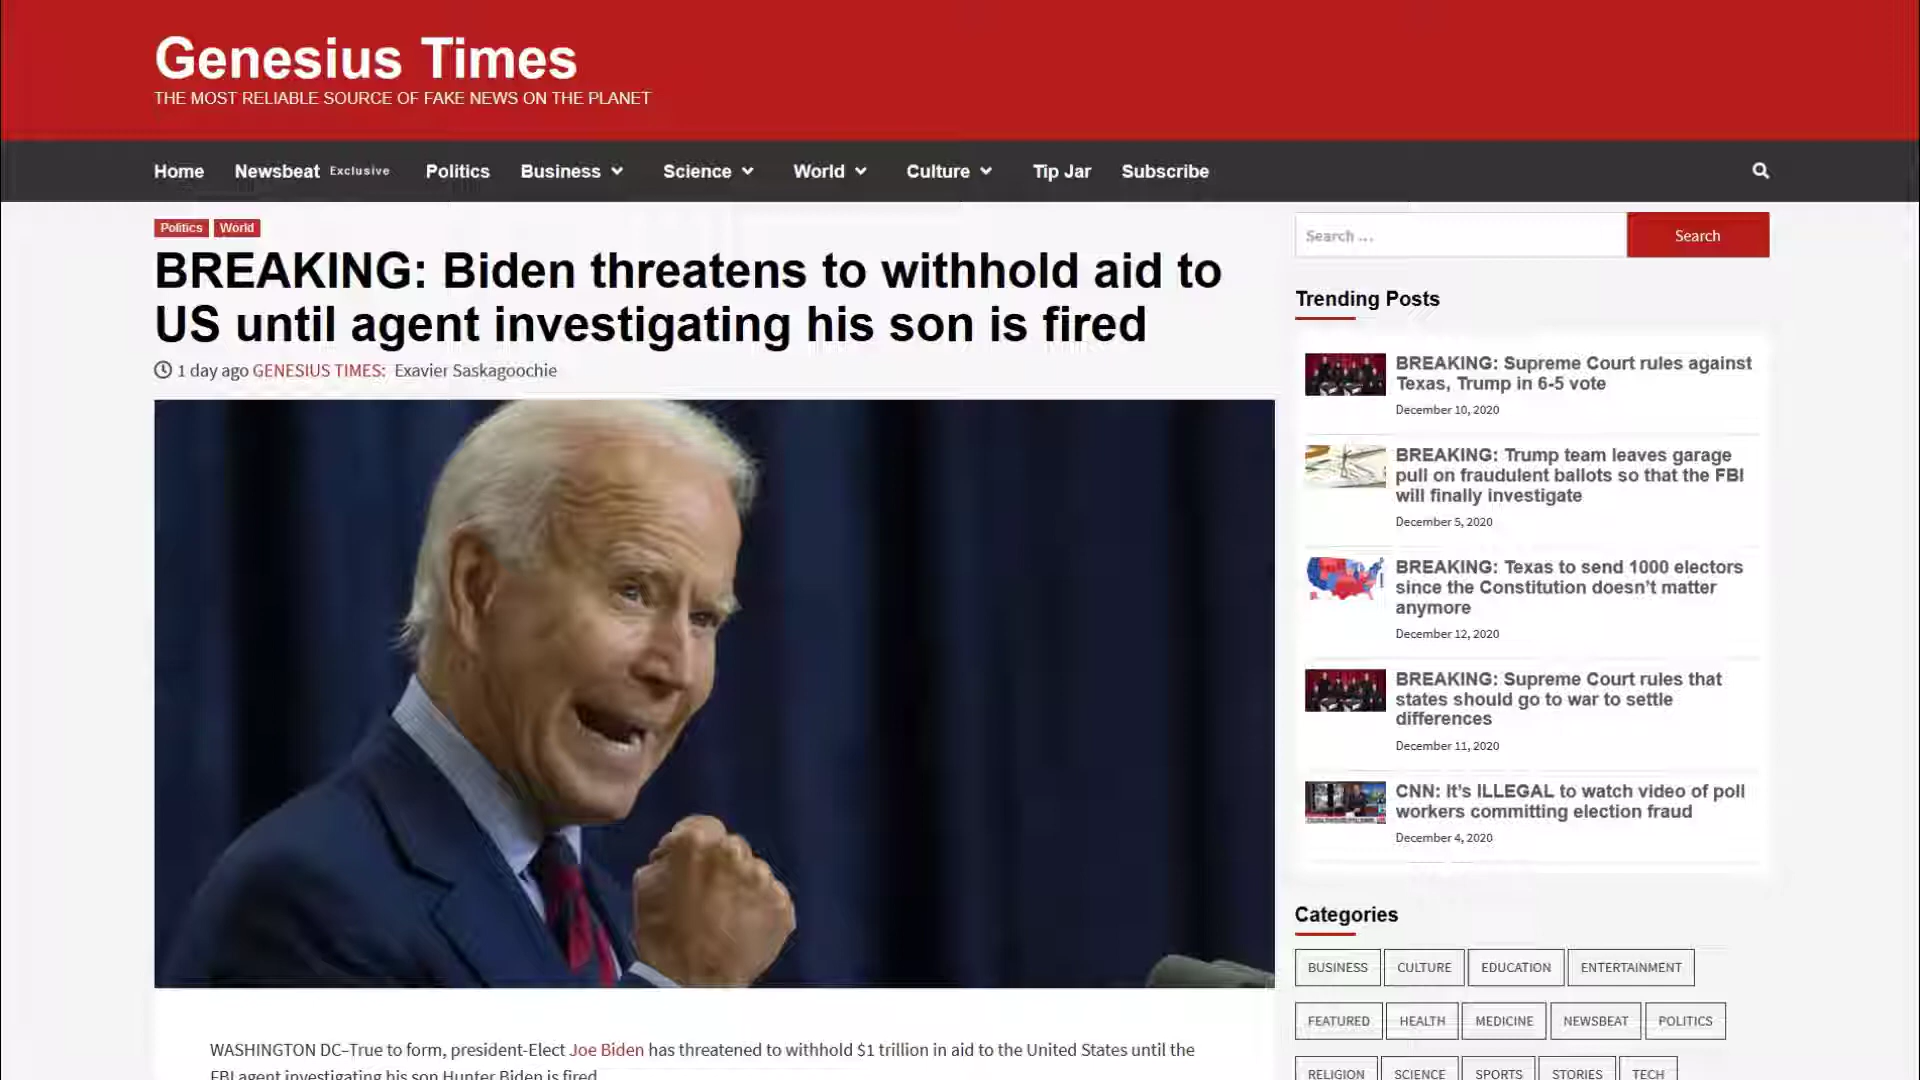 Genesius Times
THE MOST RELIABLE SOURCE OF FAKE NEWS ON THE PLANET
Home Newsbeat Exclusive Politics Business Science World Culture Tip Jar Subscribe
Politics World
BREAKING: Biden threatens to withhold aid to
US until agent investigating his son is fired
1 day ago GENESIUS TIMES: Exavier Saskagoochie
WASHINGTON DC–True to form, president-Elect Joe Biden has threatened to withhold $1 trillion in aid to the United States until the
FBI agent investigating his son Hunter Biden is fired
Search ...
Search
Trending Posts
BREAKING: Supreme Court rules against
Texas, Trump in 6-5 vote
December 10, 2020
BREAKING: Trump team leaves garage
pull on fraudulent ballots so that the FBI
will finally investigate
December 5, 2020
BREAKING: Texas to send 1000 electors
since the Constitution doesn’t matter
anymore
December 12, 2020
BREAKING: Supreme Court rules that
states should go to war to settle
differences
December 11, 2020
CNN: It’s ILLEGAL to watch video of poll
workers committing election fraud
December 4, 2020
Categories
BUSINESS CULTURE EDUCATION ENTERTAINMENT
FEATURED HEALTH MEDICINE NEWSBEAT POLITICS
RELIGION SCIENCE SPORTS STORIES TECH